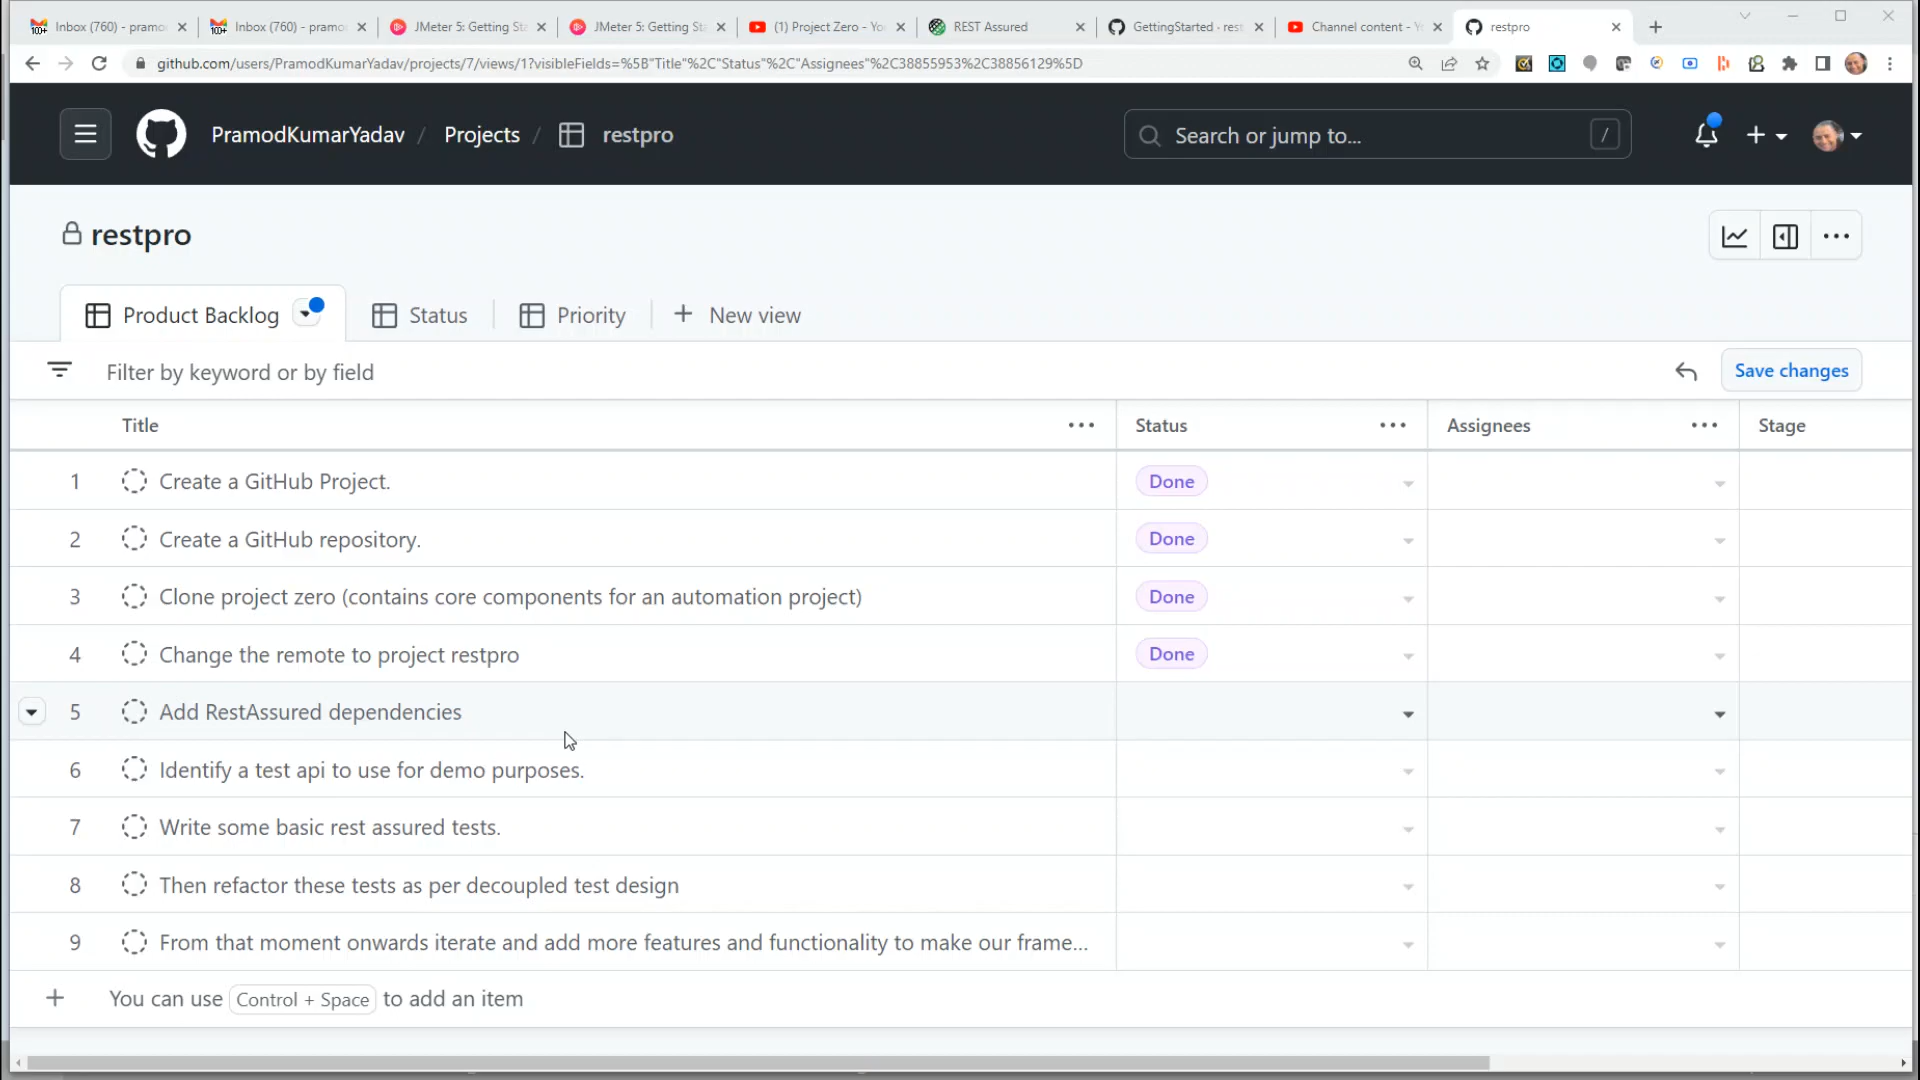 Inbox (760) - pramo
Inbox (760) - pramo
JMeter 5: Getting Sta
JMeter 5: Getting Sta
(1) Project Zero - Yo
REST Assured
GettingStarted - rest
Channel content - Y
restpro
github.com/users/PramodKumarYadav/projects/7/views/1?visibleFields=%5B"Title"%2C"Status"%2C"Assignees"%2C38855953%2C38856129%5D
PramodKumarYadav / Projects / restpro
Search or jump to... /
restpro
Product Backlog
Status
Priority
+ New view
Filter by keyword or by field
Save changes
Title Status Assignees Stage
1 Create a GitHub Project. Done
2 Create a GitHub repository. Done
3 Clone project zero (contains core components for an automation project) Done
4 Change the remote to project restpro Done
5 Add RestAssured dependencies
6 Identify a test api to use for demo purposes.
7 Write some basic rest assured tests.
8 Then refactor these tests as per decoupled test design
9 From that moment onwards iterate and add more features and functionality to make our frame...
+ You can use Control + Space to add an item